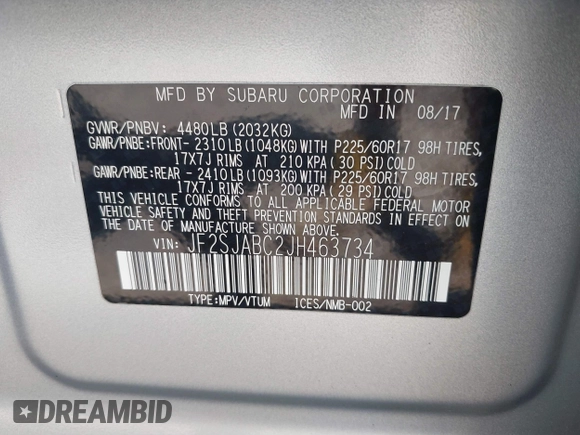 MFD BY SUBARU CORPORATION
MFD IN 08/17
GVWR/PNBV: 4480LB(2032KG)
GAWR/PNBE:FRONT- 2310LB(1048KG)WITH P225/60R17 98H TIRES,
17X7J RIMS AT 210 KPA( 30 PSI)COLD
GAWR/PNBE:REAR - 2410LB(1093KG)WITH P225/60R17 98H TIRES,
17X7J RIMS AT 200 KPA( 29 PSI)COLD
THIS VEHICLE CONFORMS TO ALL APPLICABLE FEDERAL MOTOR
VEHICLE SAFETY AND THEFT PREVENTION STANDARDS IN EFFECT ON
THE DATE OF MANUFACTURE SHOWN ABOVE.
VIN: JF2SJABC2JH463734
TYPE:MPV/VTUM ICES/NMB-002
DREAMBID